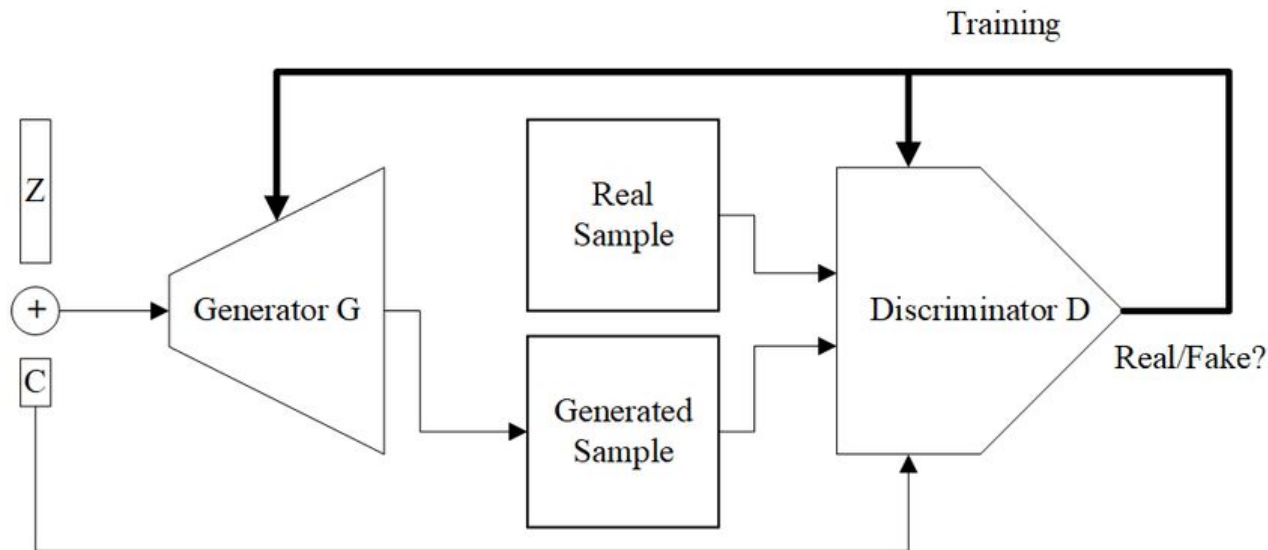 Training
Z
+
C
Generator G
Real
Sample
Generated
Sample
Discriminator D
Real/Fake?